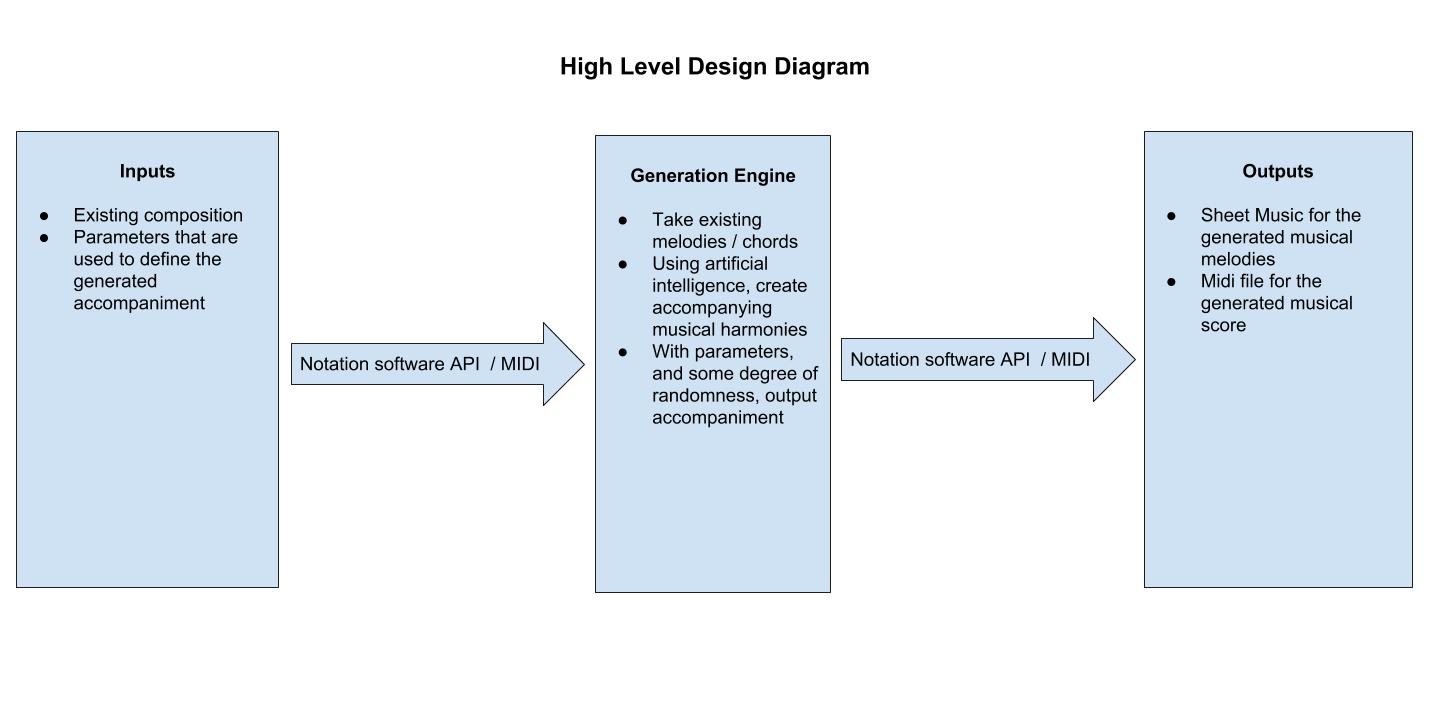 High Level Design Diagram
Inputs
● Existing composition
● Parameters that are
used to define the
generated
accompaniment
Notation software API  / MIDI
Generation Engine
● Take existing
melodies / chords
● Using artificial
intelligence, create
accompanying
musical harmonies
● With parameters,
and some degree of
randomness, output
accompaniment
Notation software API  / MIDI
Outputs
● Sheet Music for the
generated musical
melodies
● Midi file for the
generated musical
score